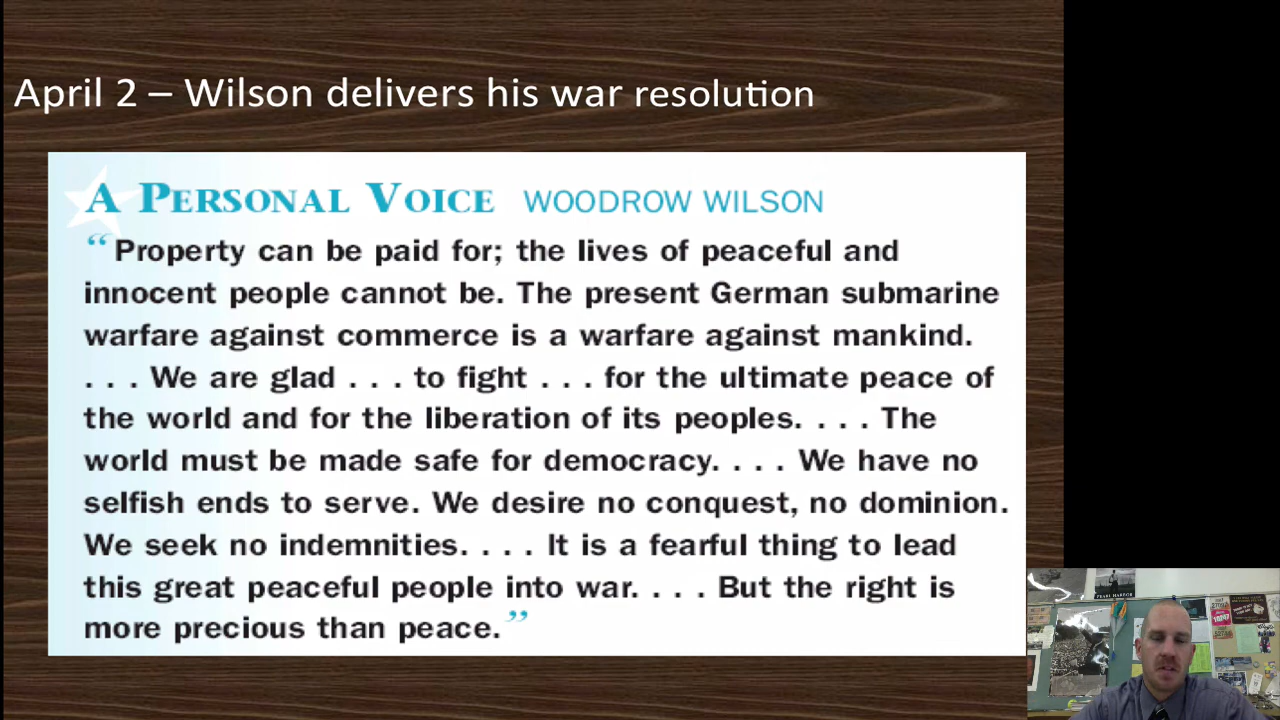 April 2 – Wilson delivers his war resolution
A PERSONAL VOICE WOODROW WILSON
“Property can be paid for; the lives of peaceful and
innocent people cannot be. The present German submarine
warfare against commerce is a warfare against mankind.
. . . We are glad . . . to fight . . . for the ultimate peace of
the world and for the liberation of its peoples. . . . The
world must be made safe for democracy. . . . We have no
selfish ends to serve. We desire no conquest, no dominion.
We seek no indemnities. . . . It is a fearful thing to lead
this great peaceful people into war. . . . But the right is
more precious than peace.”
PEARL HARBOR